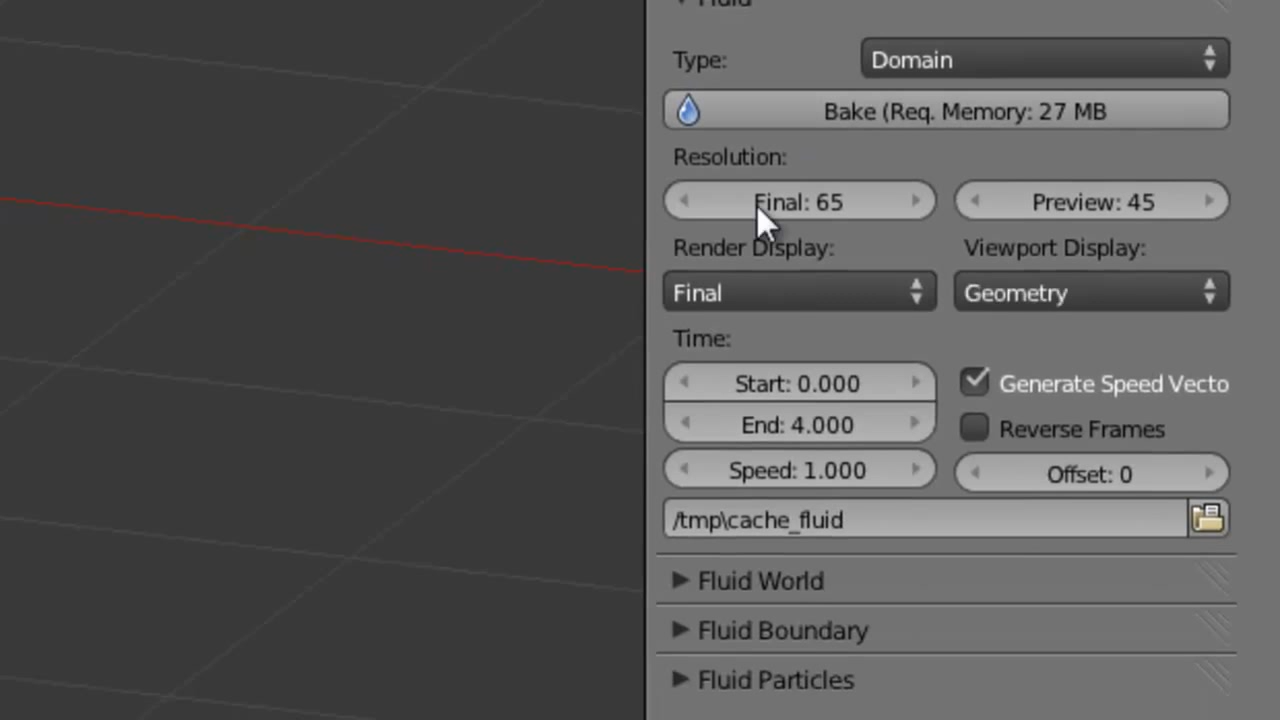 Fluid
Type:
Domain
Bake (Req. Memory: 27 MB
Resolution:
Final: 65
Preview: 45
Render Display:
Viewport Display:
Final
Geometry
Time:
Start: 0.000
Generate Speed Vecto
End: 4.000
Reverse Frames
Speed: 1.000
Offset: 0
/tmp\cache_fluid
Fluid World
Fluid Boundary
Fluid Particles